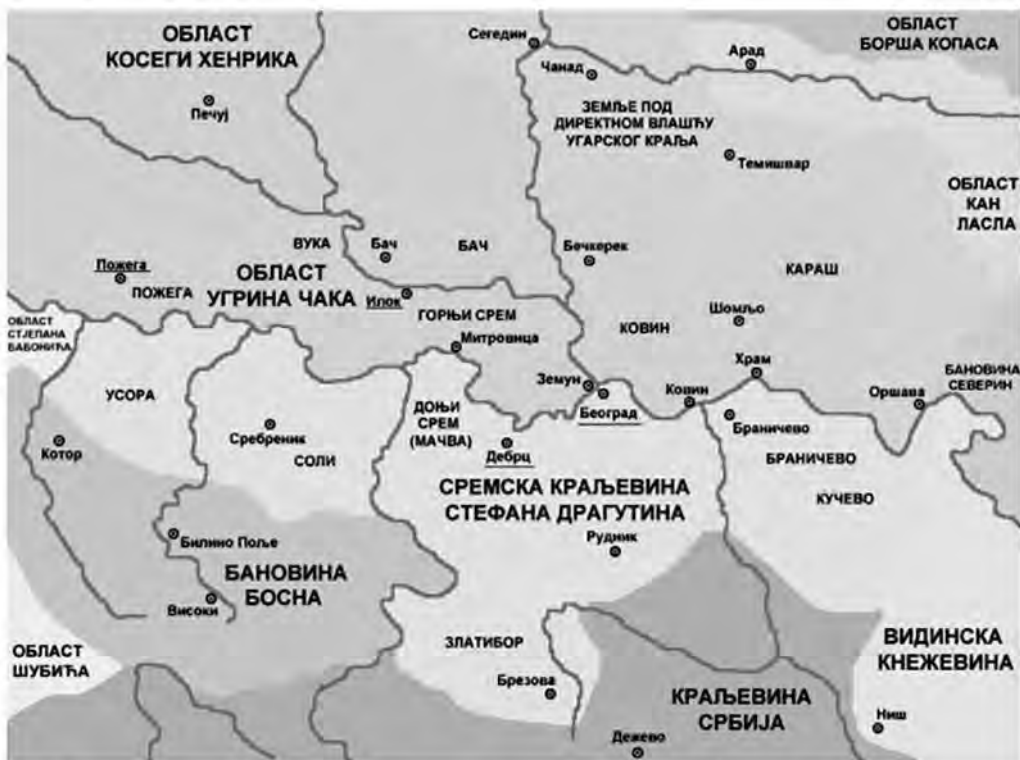 ОБЛАСТ
КОСЕГИ ХЕНРИКА
Печуј
Сегедин
Чанад
Арад
ОБЛАСТ
БОРША КОПАСА
ЗЕМЉЕ ПОД
ДИРЕКТНОМ ВЛАШЋУ
УГАРСКОГ КРАЉА
Темишвар
ОБЛАСТ
КАН
ЛАСЛА
ВУКА
Бач
БАЧ
Бечкерек
КАРАШ
Пожега
ПОЖЕГА
ОБЛАСТ
УГРИНА ЧАКА
Илок
ГОРЊИ СРЕМ
Митровица
КОВИН
Шомљо
ОБЛАСТ
СТЈЕПАНА
БАБОНИЋА
УСОРА
Котор
Сребреник
СОЛИ
ДОЊИ
СРЕМ
(МАЧВА)
Дебрц
Земун
Београд
Ковин
Храм
Браничево
БРАНИЧЕВО
КУЧЕВО
Оршава
БАНОВИНА
СЕВЕРИН
СРЕМСКА КРАЉЕВИНА
СТЕФАНА ДРАГУТИНА
Рудник
Билино Поље
БАНОВИНА
БОСНА
Високи
ОБЛАСТ
ШУБИЋА
ЗЛАТИБОР
Брезова
КРАЉЕВИНА
СРБИЈА
Дежево
ВИДИНСКА
КНЕЖЕВИНА
Ниш